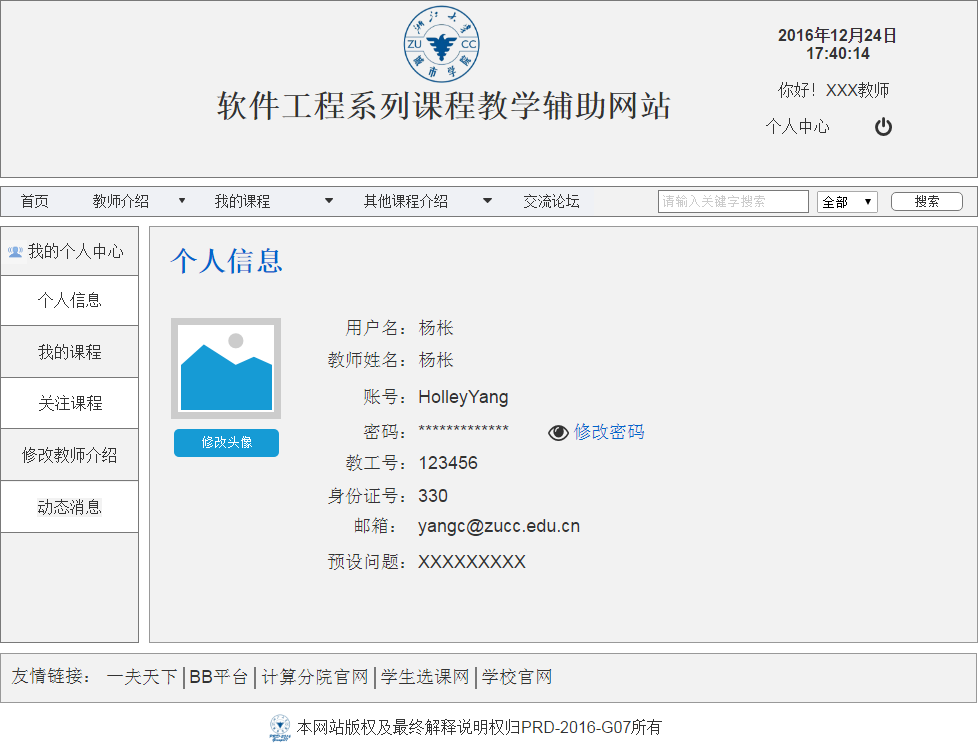 浙江大学
ZU CC
城市学院
软件工程系列课程教学辅助网站
2016年12月24日
17:40:14
你好！XXX教师
个人中心
首页 教师介绍 我的课程 其他课程介绍 交流论坛 请输入关键字搜索 全部 搜索
我的个人中心
个人信息
我的课程
关注课程
修改教师介绍
动态消息
个人信息
修改头像
用户名： 杨枨
教师姓名： 杨枨
账号： HolleyYang
密码： ************* 修改密码
教工号： 123456
身份证号： 330
邮箱： yangc@zucc.edu.cn
预设问题： XXXXXXXXX
友情链接： 一夫天下│BB平台│计算分院官网│学生选课网│学校官网
本网站版权及最终解释说明权归PRD-2016-G07所有